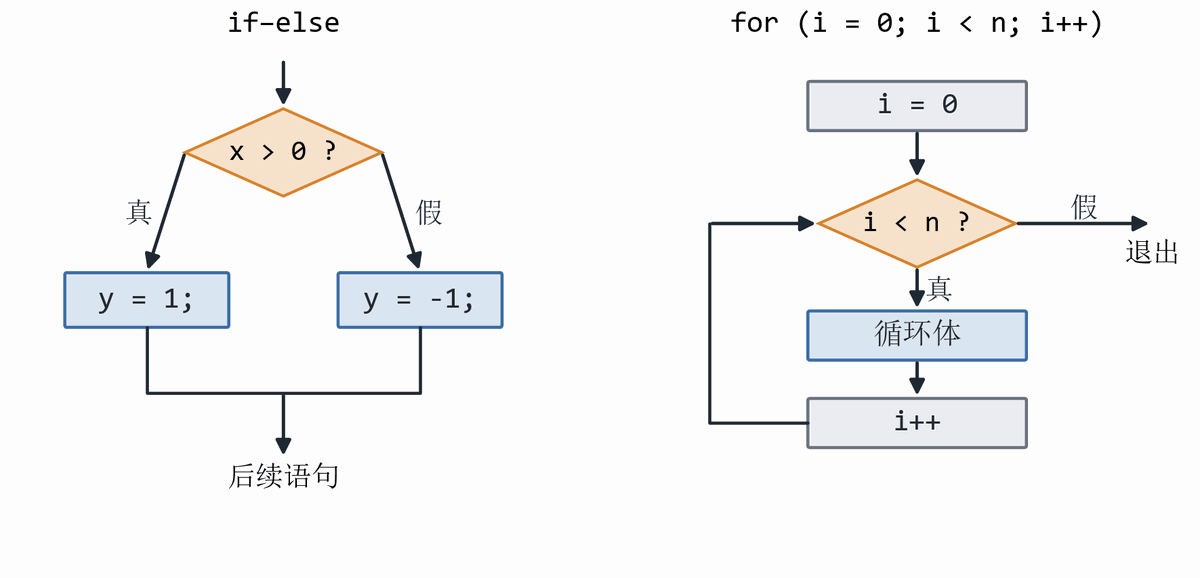 if-else
x > 0 ?
真
假
y = 1;
y = -1;
后续语句
for (i = 0; i < n; i++)
i = 0
i < n ?
假
退出
真
循环体
i++